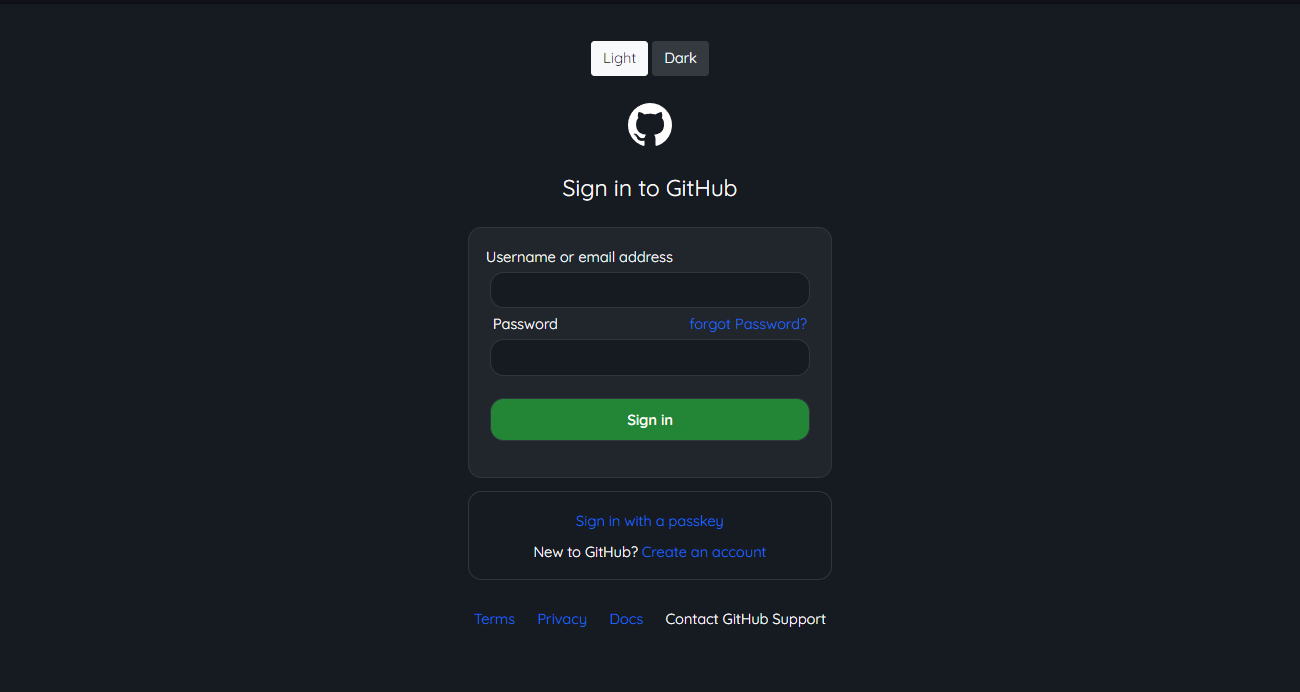 Light Dark
Sign in to GitHub
Username or email address
Password forgot Password?
Sign in
Sign in with a passkey
New to GitHub? Create an account
Terms Privacy Docs Contact GitHub Support